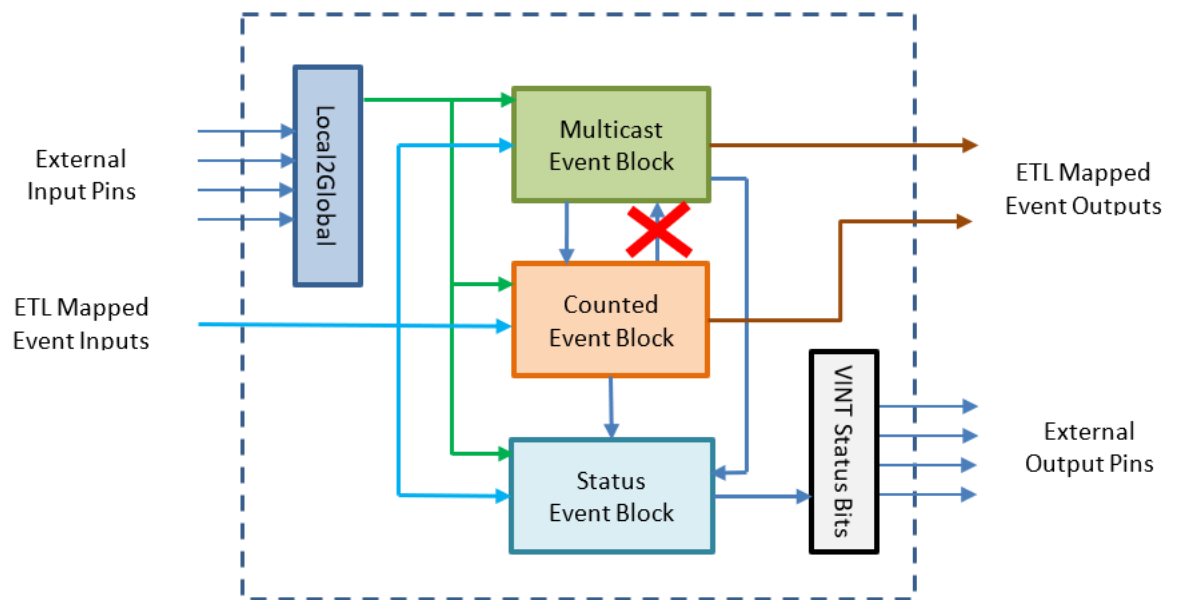 External
Input Pins
ETL Mapped
Event Inputs
Local2Global
Multicast
Event Block
Counted
Event Block
Status
Event Block
VINT Status Bits
ETL Mapped
Event Outputs
External
Output Pins